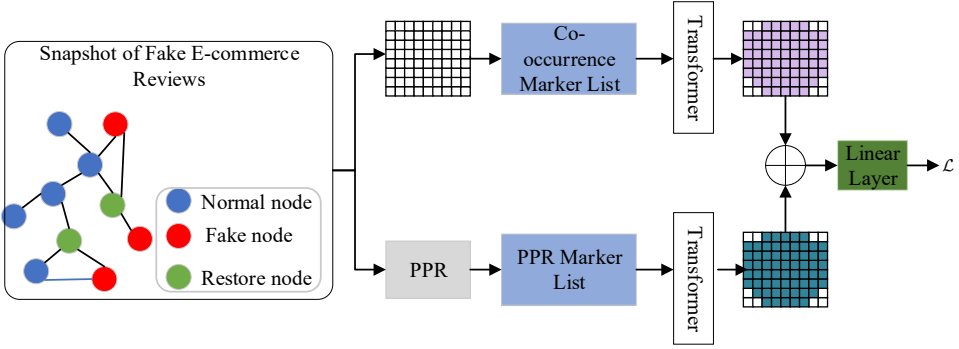 Snapshot of Fake E-commerce
Reviews
Normal node
Fake node
Restore node
Co-
occurrence
Marker List
Transformer
PPR
PPR Marker
List
Transformer
Linear
Layer
ℒ